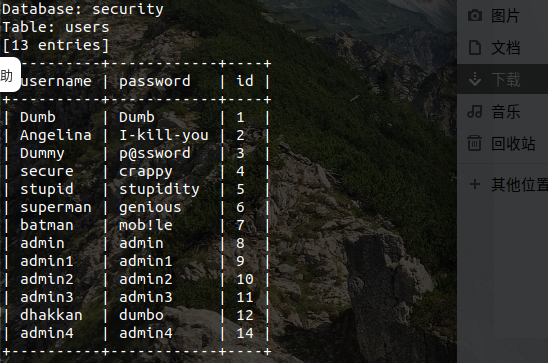 Database: security
Table: users
[13 entries]
+----------+------------+----+
| username | password   | id |
+----------+------------+----+
| Dumb     | Dumb       | 1  |
| Angelina | I-kill-you | 2  |
| Dummy    | p@ssword   | 3  |
| secure   | crappy     | 4  |
| stupid   | stupidity  | 5  |
| superman | genious    | 6  |
| batman   | mob!le     | 7  |
| admin    | admin      | 8  |
| admin1   | admin1     | 9  |
| admin2   | admin2     | 10 |
| admin3   | admin3     | 11 |
| dhakkan  | dumbo      | 12 |
| admin4   | admin4     | 14 |
+----------+------------+----+
助
图片
文档
下载
音乐
回收站
+ 其他位置